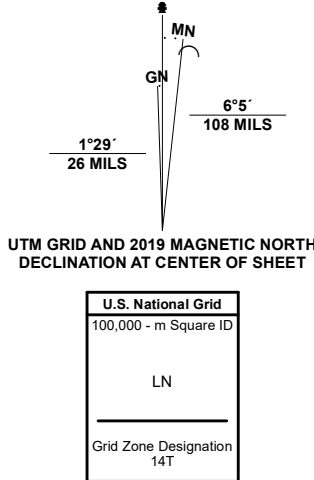 MN
GN
6°5´
108 MILS
1°29´
26 MILS
UTM GRID AND 2019 MAGNETIC NORTH
DECLINATION AT CENTER OF SHEET
U.S. National Grid
100,000 - m Square ID
LN
Grid Zone Designation
14T